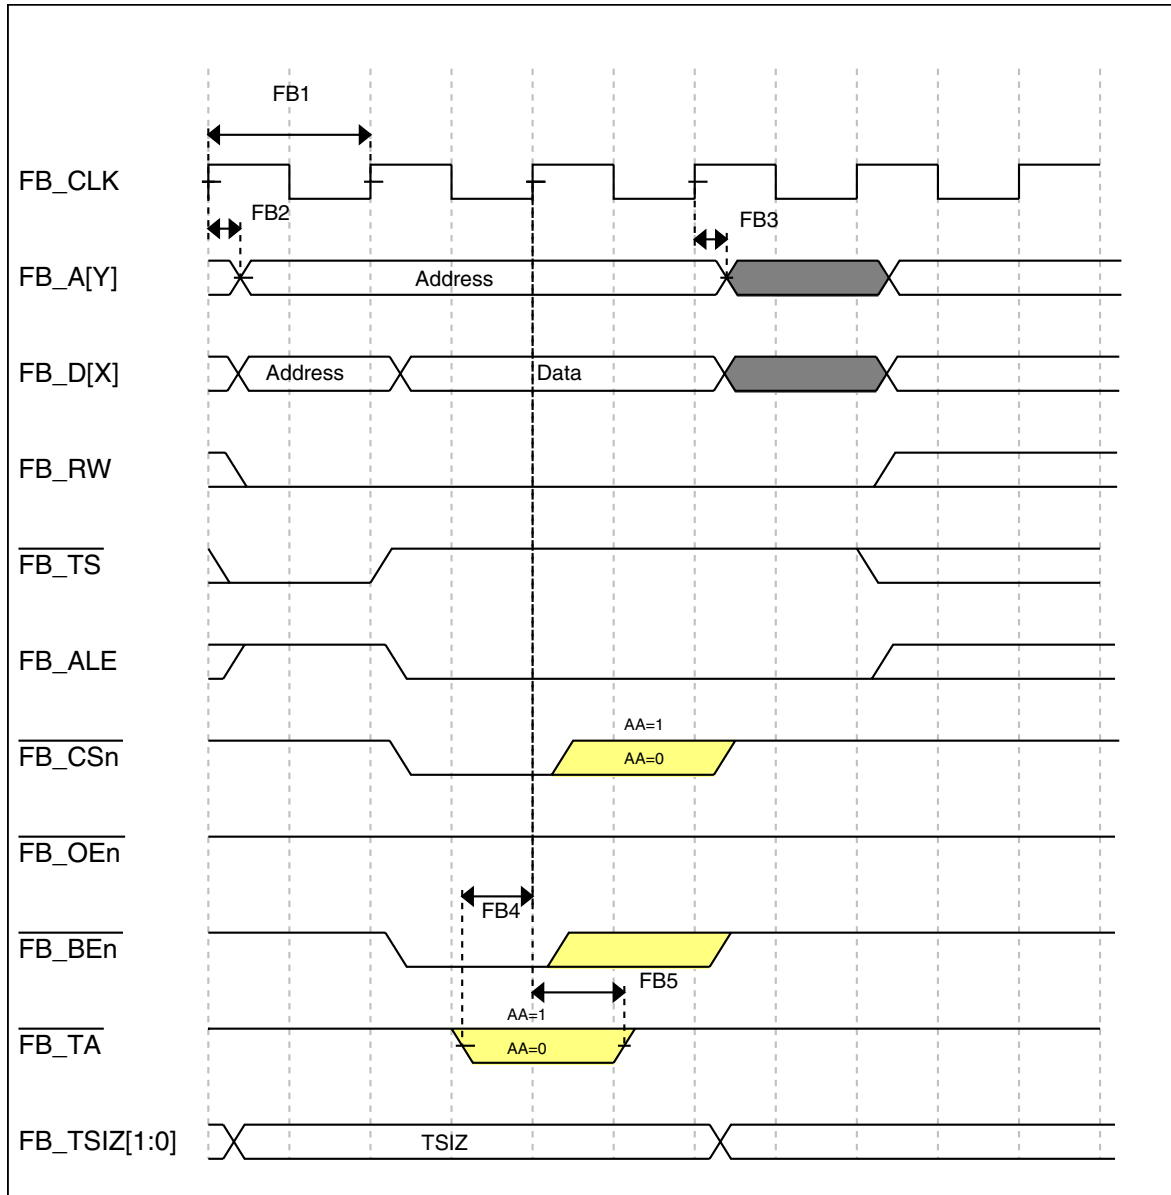 FB1
FB_CLK
FB2
FB3
FB_A[Y]
Address
FB_D[X]
Address
Data
FB_RW
FB_TS
FB_ALE
AA=1
FB_CSn
AA=0
FB_OEn
FB4
FB_BEn
FB5
AA=1
FB_TA
AA=0
FB_TSIZ[1:0]
TSIZ